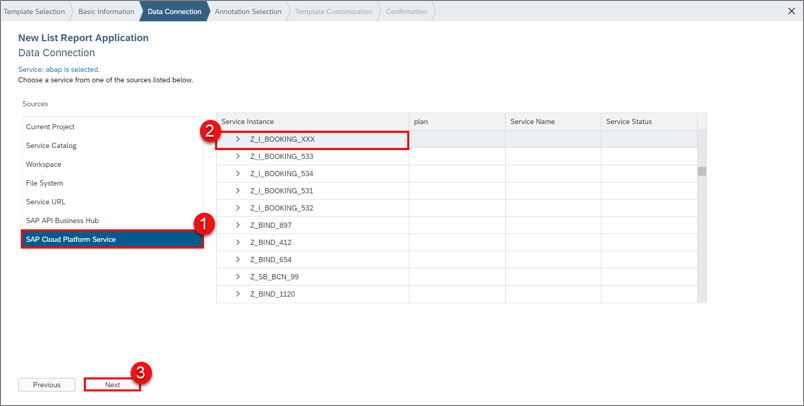 Template Selection Basic Information Data Connection Annotation Selection Template Customization Confirmation
New List Report Application
Data Connection
Service: abap is selected.
Choose a service from one of the sources listed below.
Sources
Current Project
Service Catalog
Workspace
File System
Service URL
SAP API Business Hub
1
SAP Cloud Platform Service
Service Instance plan Service Name Service Status
2
Z_I_BOOKING_XXX
Z_I_BOOKING_533
Z_I_BOOKING_534
Z_I_BOOKING_531
Z_I_BOOKING_532
Z_BIND_897
Z_BIND_412
Z_BIND_654
Z_SB_BCN_99
Z_BIND_1120
3
Previous Next